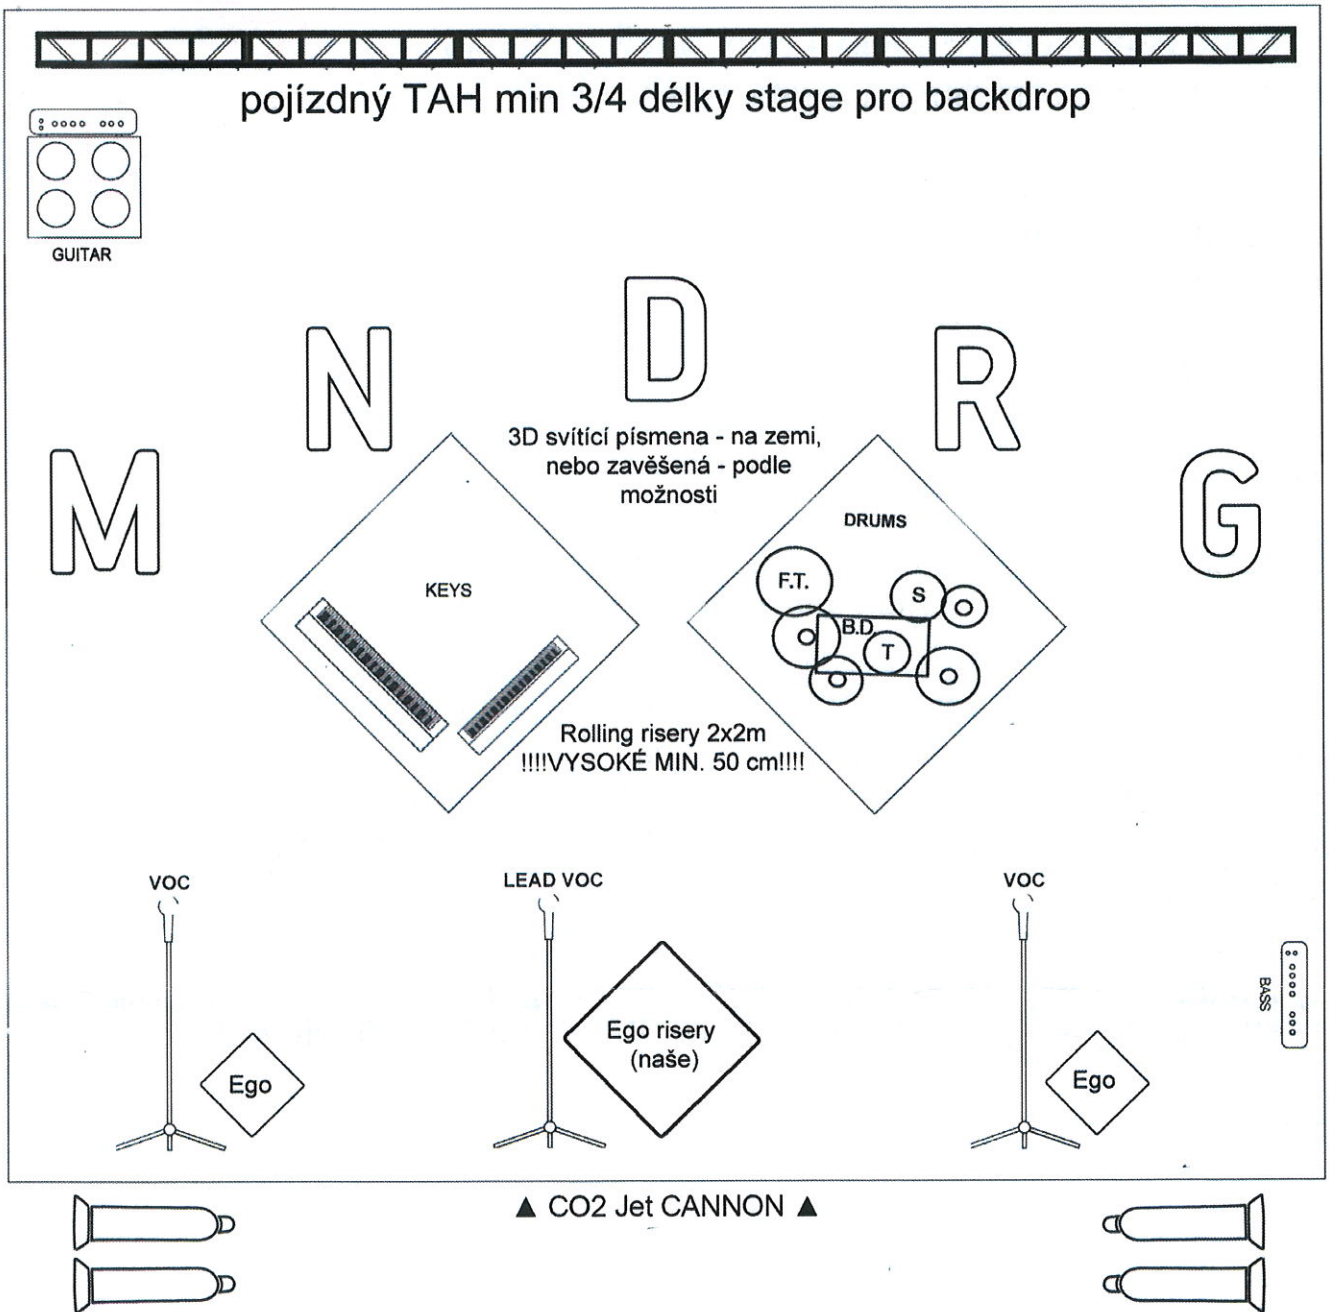 pojízdný TAH min 3/4 délky stage pro backdrop
GUITAR
M
N
D
R
G
3D svítící písmena - na zemi,
nebo zavěšená - podle
možnosti
KEYS
DRUMS
F.T.
S
B.D.
T
Rolling risery 2x2m
!!!!VYSOKÉ MIN. 50 cm!!!!
VOC
LEAD VOC
VOC
BASS
Ego
Ego risery
(naše)
Ego
▲ CO2 Jet CANNON ▲